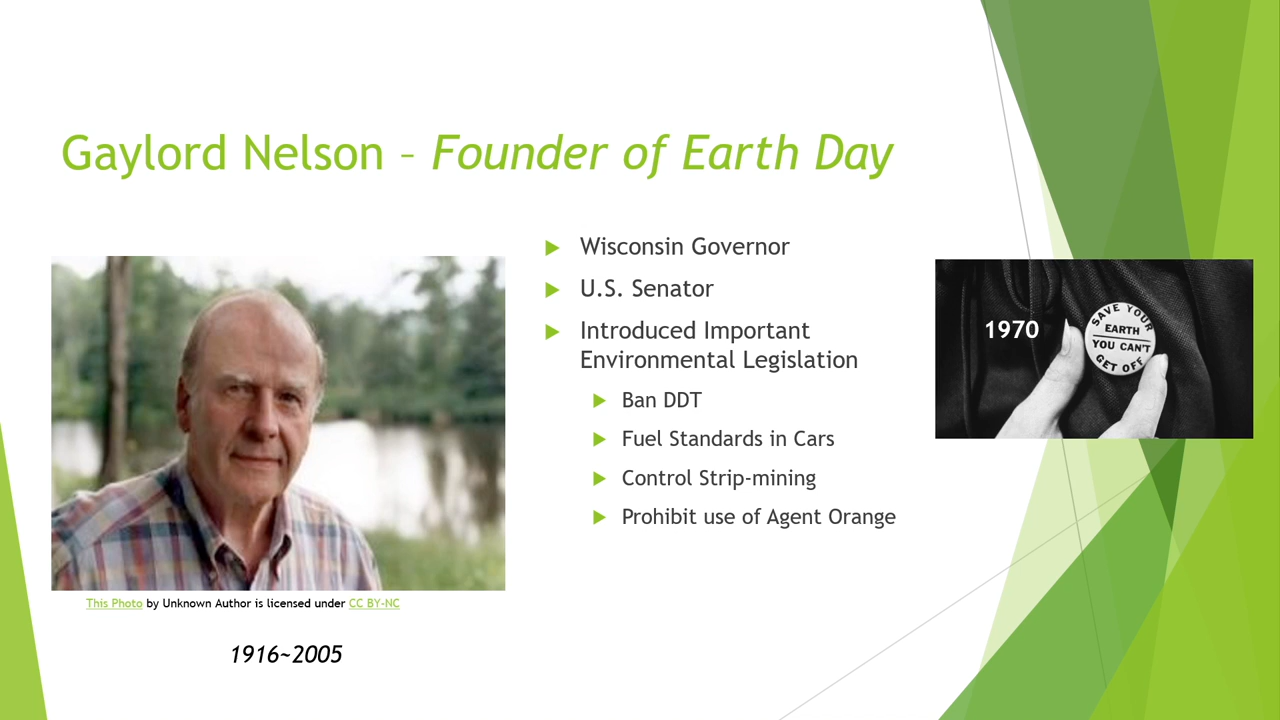 Gaylord Nelson – Founder of Earth Day
Wisconsin Governor
U.S. Senator
Introduced Important
Environmental Legislation
Ban DDT
Fuel Standards in Cars
Control Strip-mining
Prohibit use of Agent Orange
1970
SAVE YOUR
EARTH
YOU CAN'T
GET OFF
This Photo by Unknown Author is licensed under CC BY-NC
1916~2005